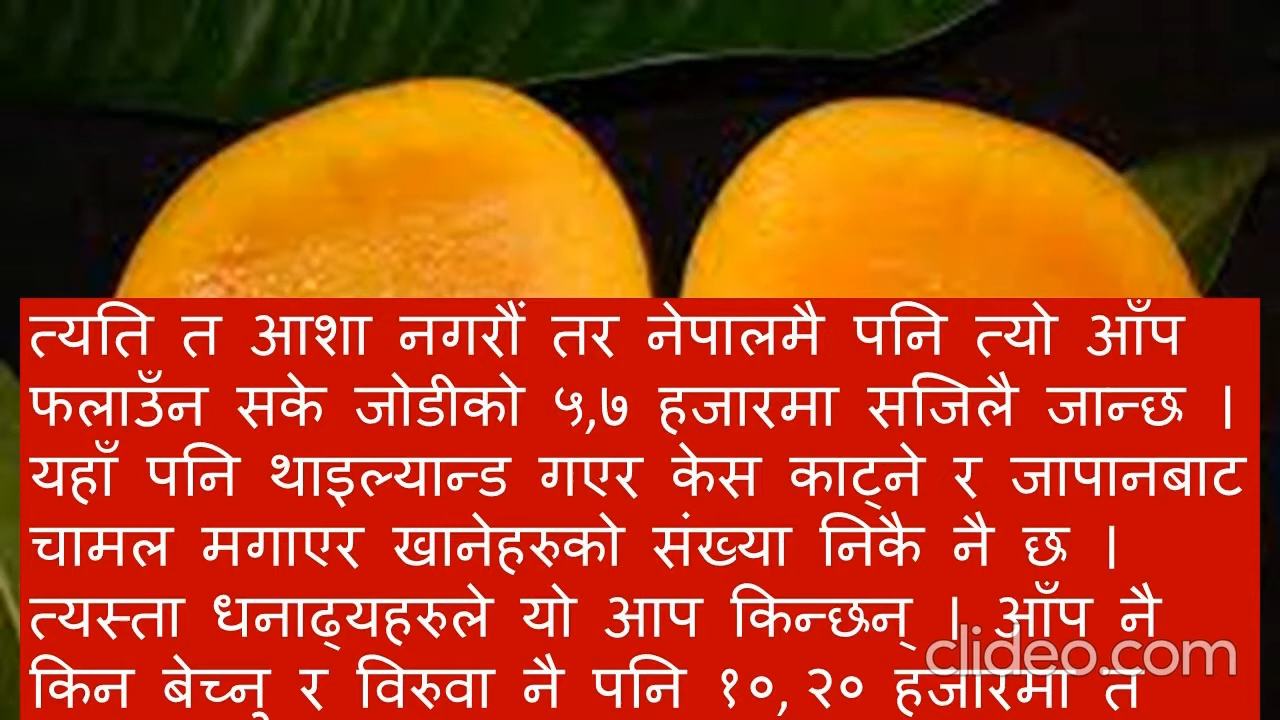 त्यति त आशा नगरौं तर नेपालमै पनि त्यो आँप
फलाउँन सके जोडीको ५,७ हजारमा सजिलै जान्छ ।
यहाँ पनि थाइल्यान्ड गएर केस काट्ने र जापानबाट
चामल मगाएर खानेहरुको संख्या निकै नै छ ।
त्यस्ता धनाढ्यहरुले यो आप किन्छन् । आँप नै
किन बेच्नु र विरुवा नै पनि १०, २० हजारमा त
clideo.com